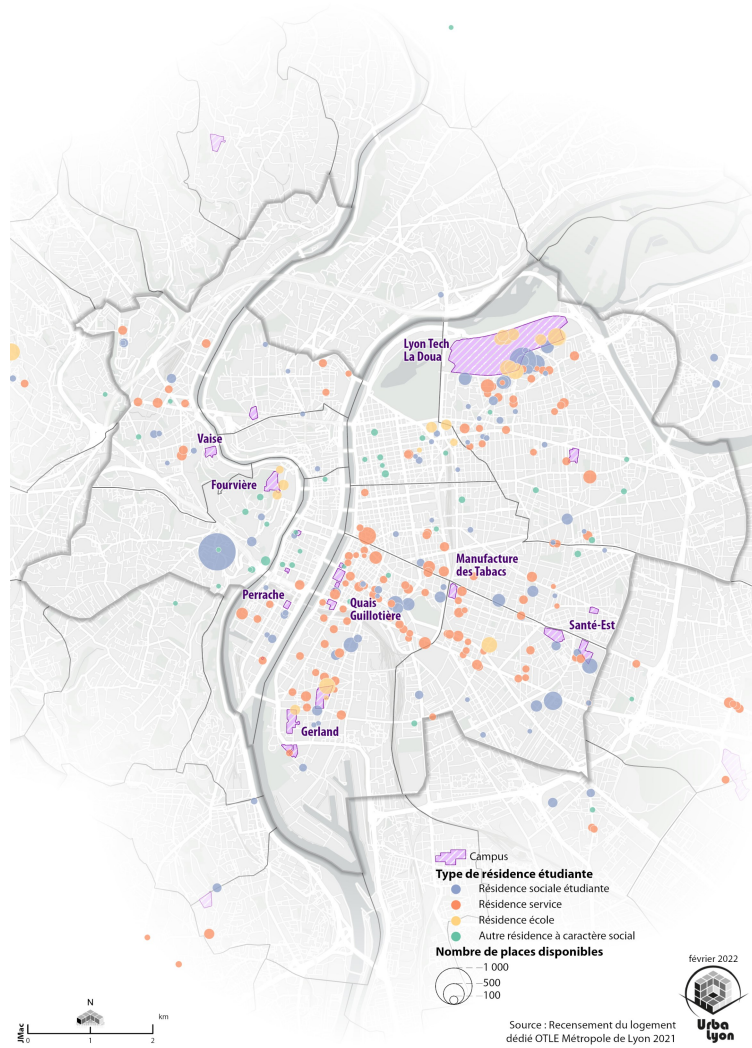 Lyon Tech
La Doua
Vaise
Fourvière
Manufacture
des Tabacs
Perrache
Quais
Guillotière
Santé-Est
Gerland
Campus
Type de résidence étudiante
Résidence sociale étudiante
Résidence service
Résidence école
Autre résidence à caractère social
Nombre de places disponibles
1 000
500
100
février 2022
N
km
JMac
0 1 2
Source : Recensement du logement
dédié OTLE Métropole de Lyon 2021
Urba
Lyon